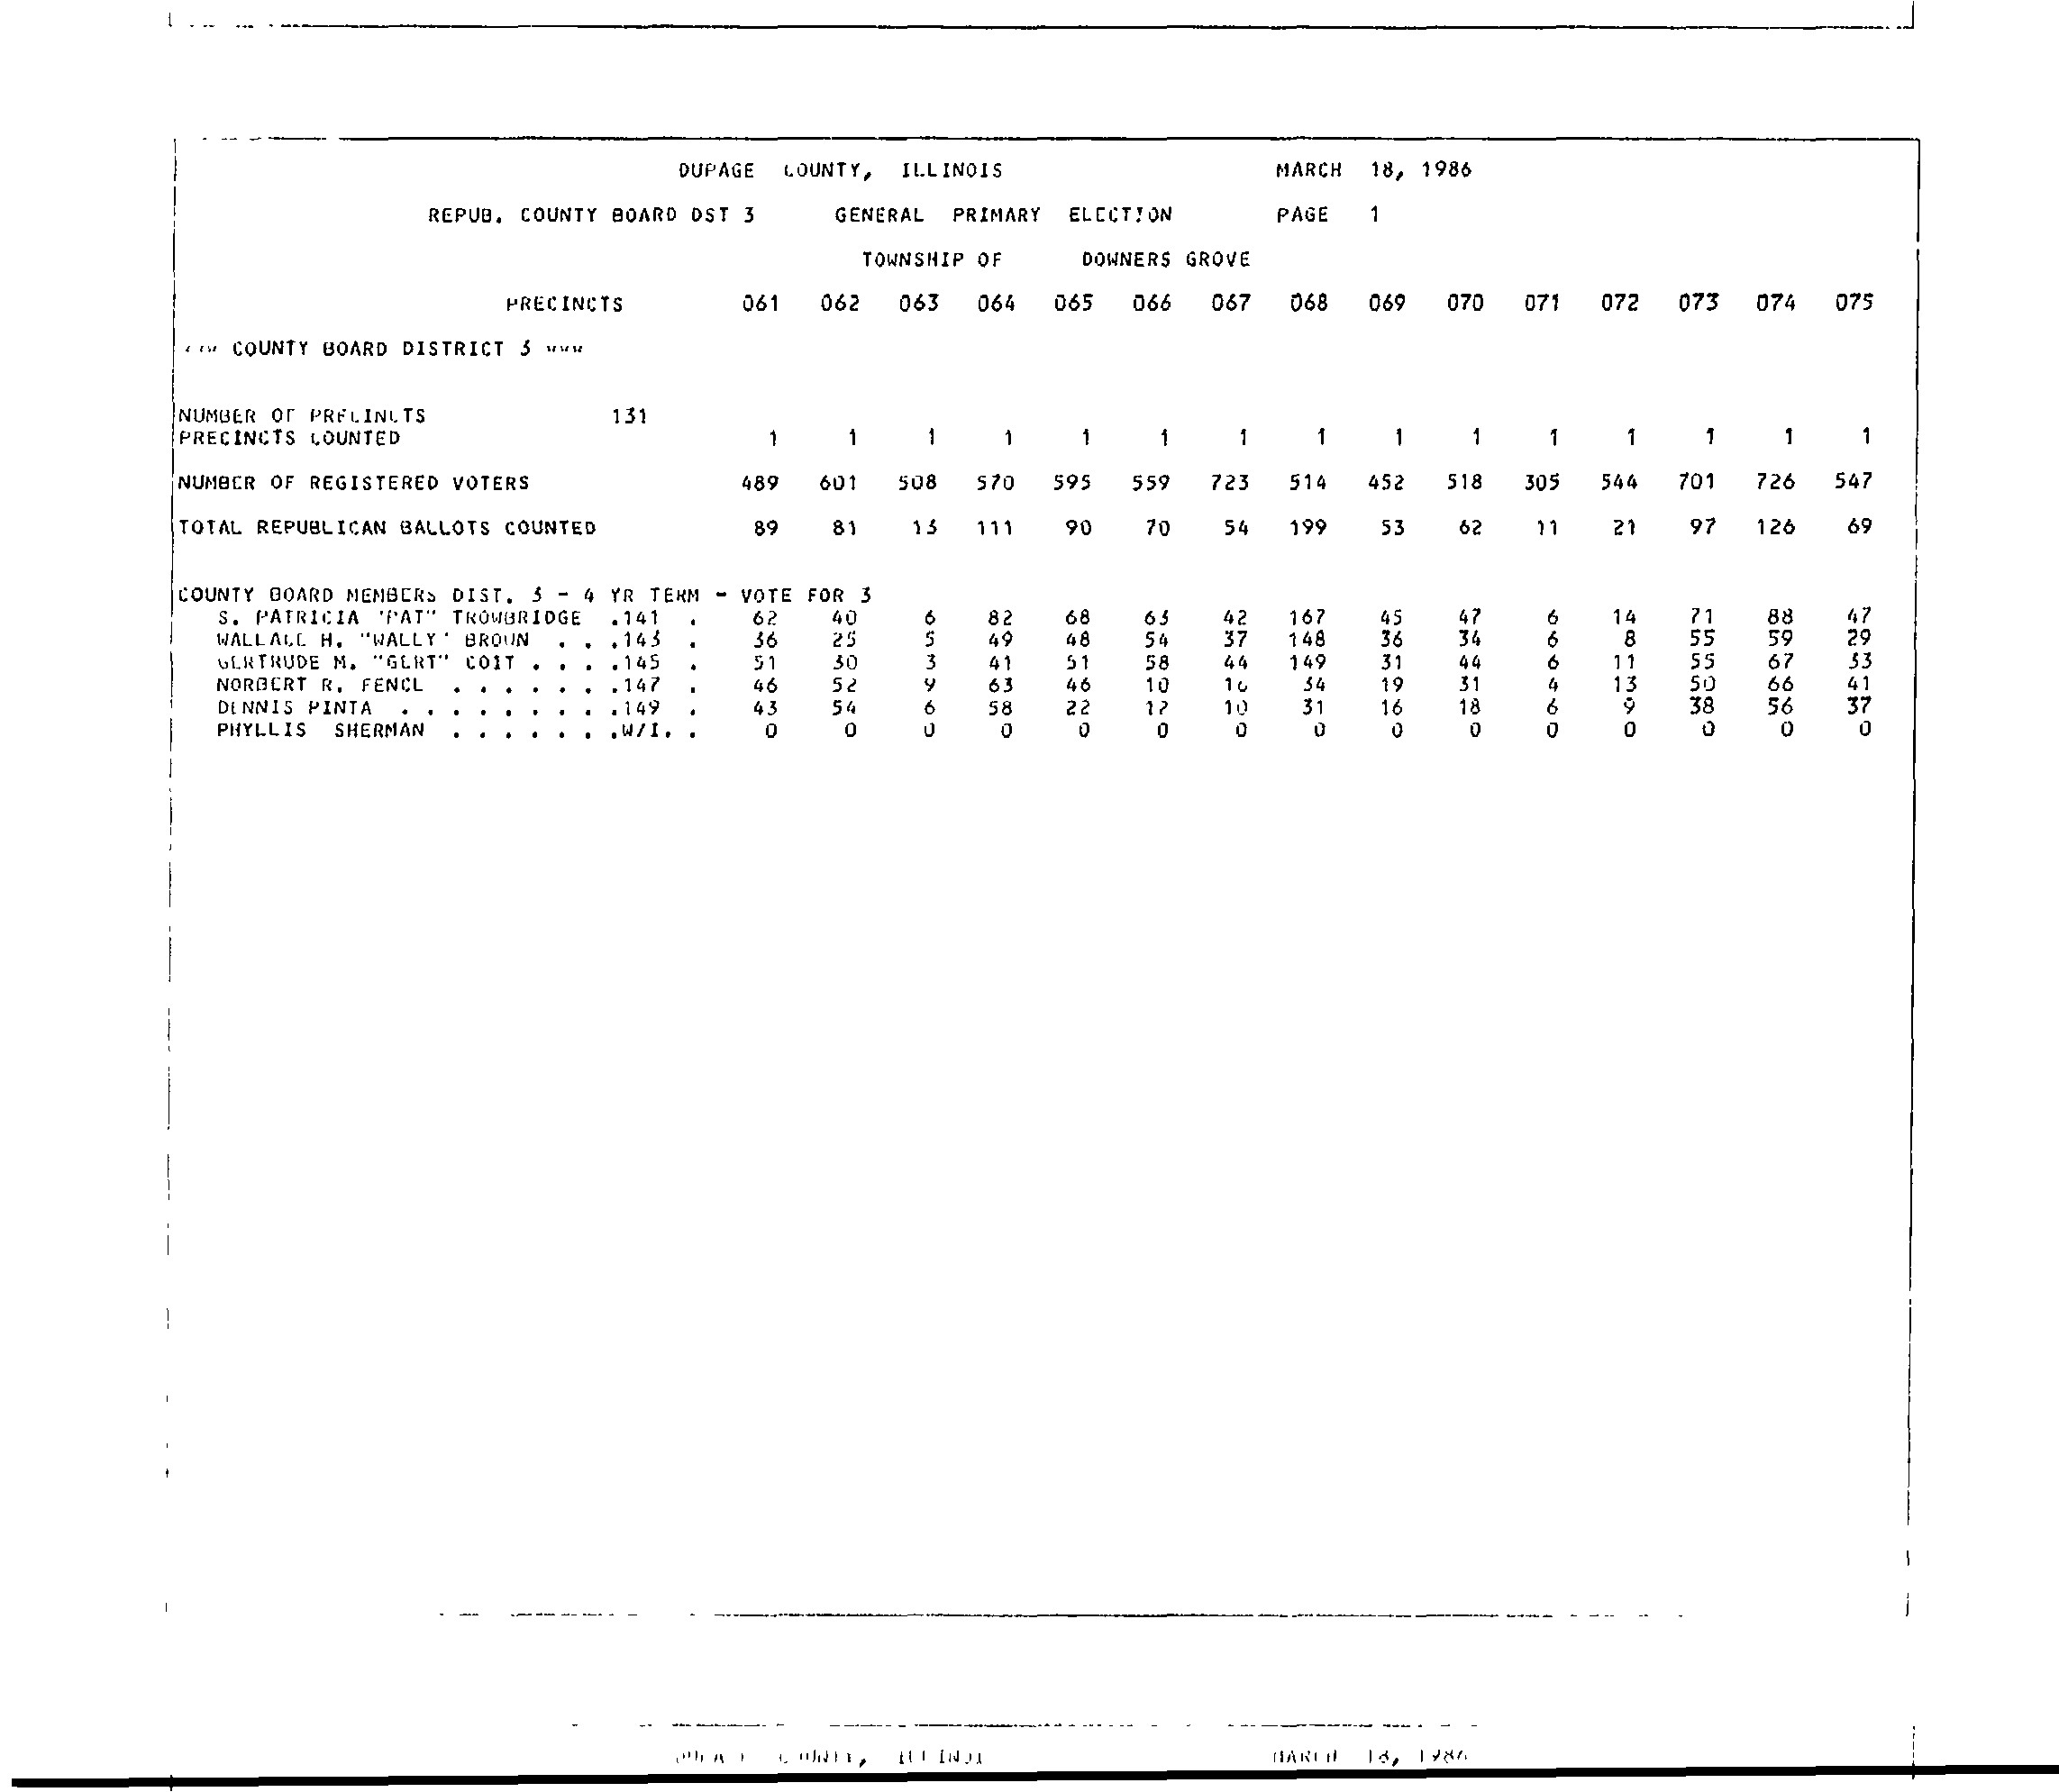 DUPAGE COUNTY, ILLINOIS MARCH 18, 1986
REPUB. COUNTY BOARD DST 3 GENERAL PRIMARY ELECTION PAGE 1
TOWNSHIP OF DOWNERS GROVE
PRECINCTS 061 062 063 064 065 066 067 068 069 070 071 072 073 074 075
COUNTY BOARD DISTRICT 3
NUMBER OF PRECINCTS 131
PRECINCTS COUNTED 1 1 1 1 1 1 1 1 1 1 1 1 1 1 1
NUMBER OF REGISTERED VOTERS 489 601 508 570 595 559 723 514 452 518 305 544 701 726 547
TOTAL REPUBLICAN BALLOTS COUNTED 89 81 13 111 90 70 54 199 53 62 11 21 97 126 69
COUNTY BOARD MEMBERS DIST. 3 - 4 YR TERM - VOTE FOR 3
S. PATRICIA "PAT" TROWBRIDGE .141 . 62 40 6 82 68 63 42 167 45 47 6 14 71 88 47
WALLACE H. "WALLY" BROWN . . .143 . 36 25 5 49 48 54 37 148 36 34 6 8 55 59 29
GERTRUDE M. "GERT" COIT . . . .145 . 51 30 3 41 51 58 44 149 31 44 6 11 55 67 33
NORBERT R. FENCL . . . . . . .147 . 46 52 9 63 46 10 34 19 31 4 13 50 66 41
DENNIS PINTA . . . . . . . . .149 . 43 54 6 58 22 12 10 31 16 18 6 9 38 56 37
PHYLLIS SHERMAN . . . . . . .W/I. . 0 0 0 0 0 0 0 0 0 0 0 0 0 0 0
COUNTY, MARCH 18, 1986